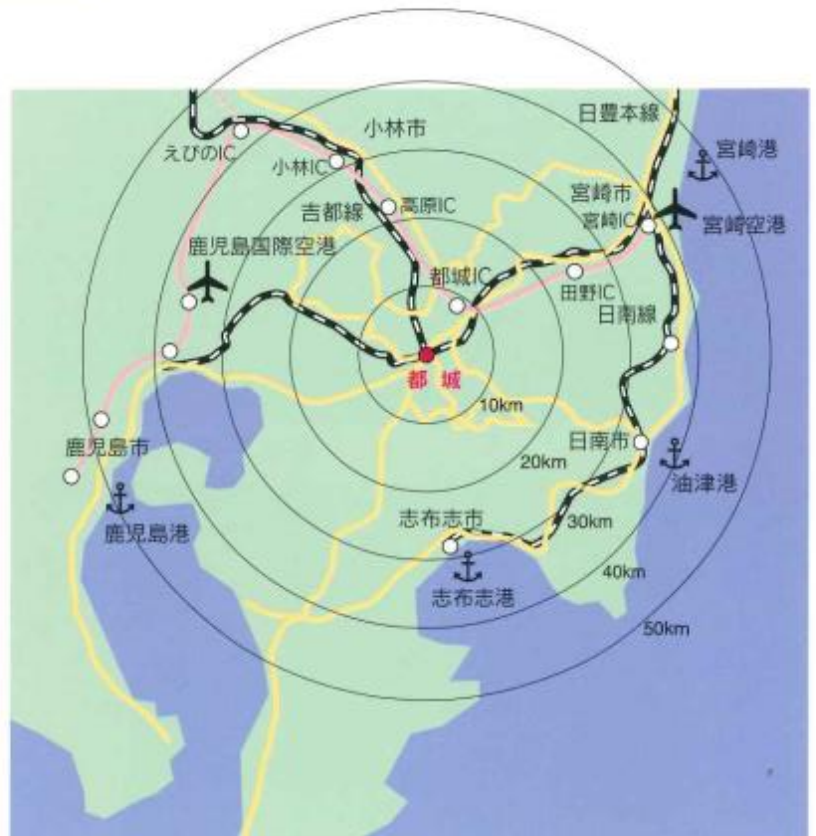 日豊本線
小林市
宮崎港
えびのIC
小林IC
宮崎市
高原IC
吉都線
宮崎IC
宮崎空港
鹿児島国際空港
都城IC
田野IC
日南線
都城
10km
日南市
鹿児島市
20km
油津港
志布志市
30km
鹿児島港
40km
志布志港
50km